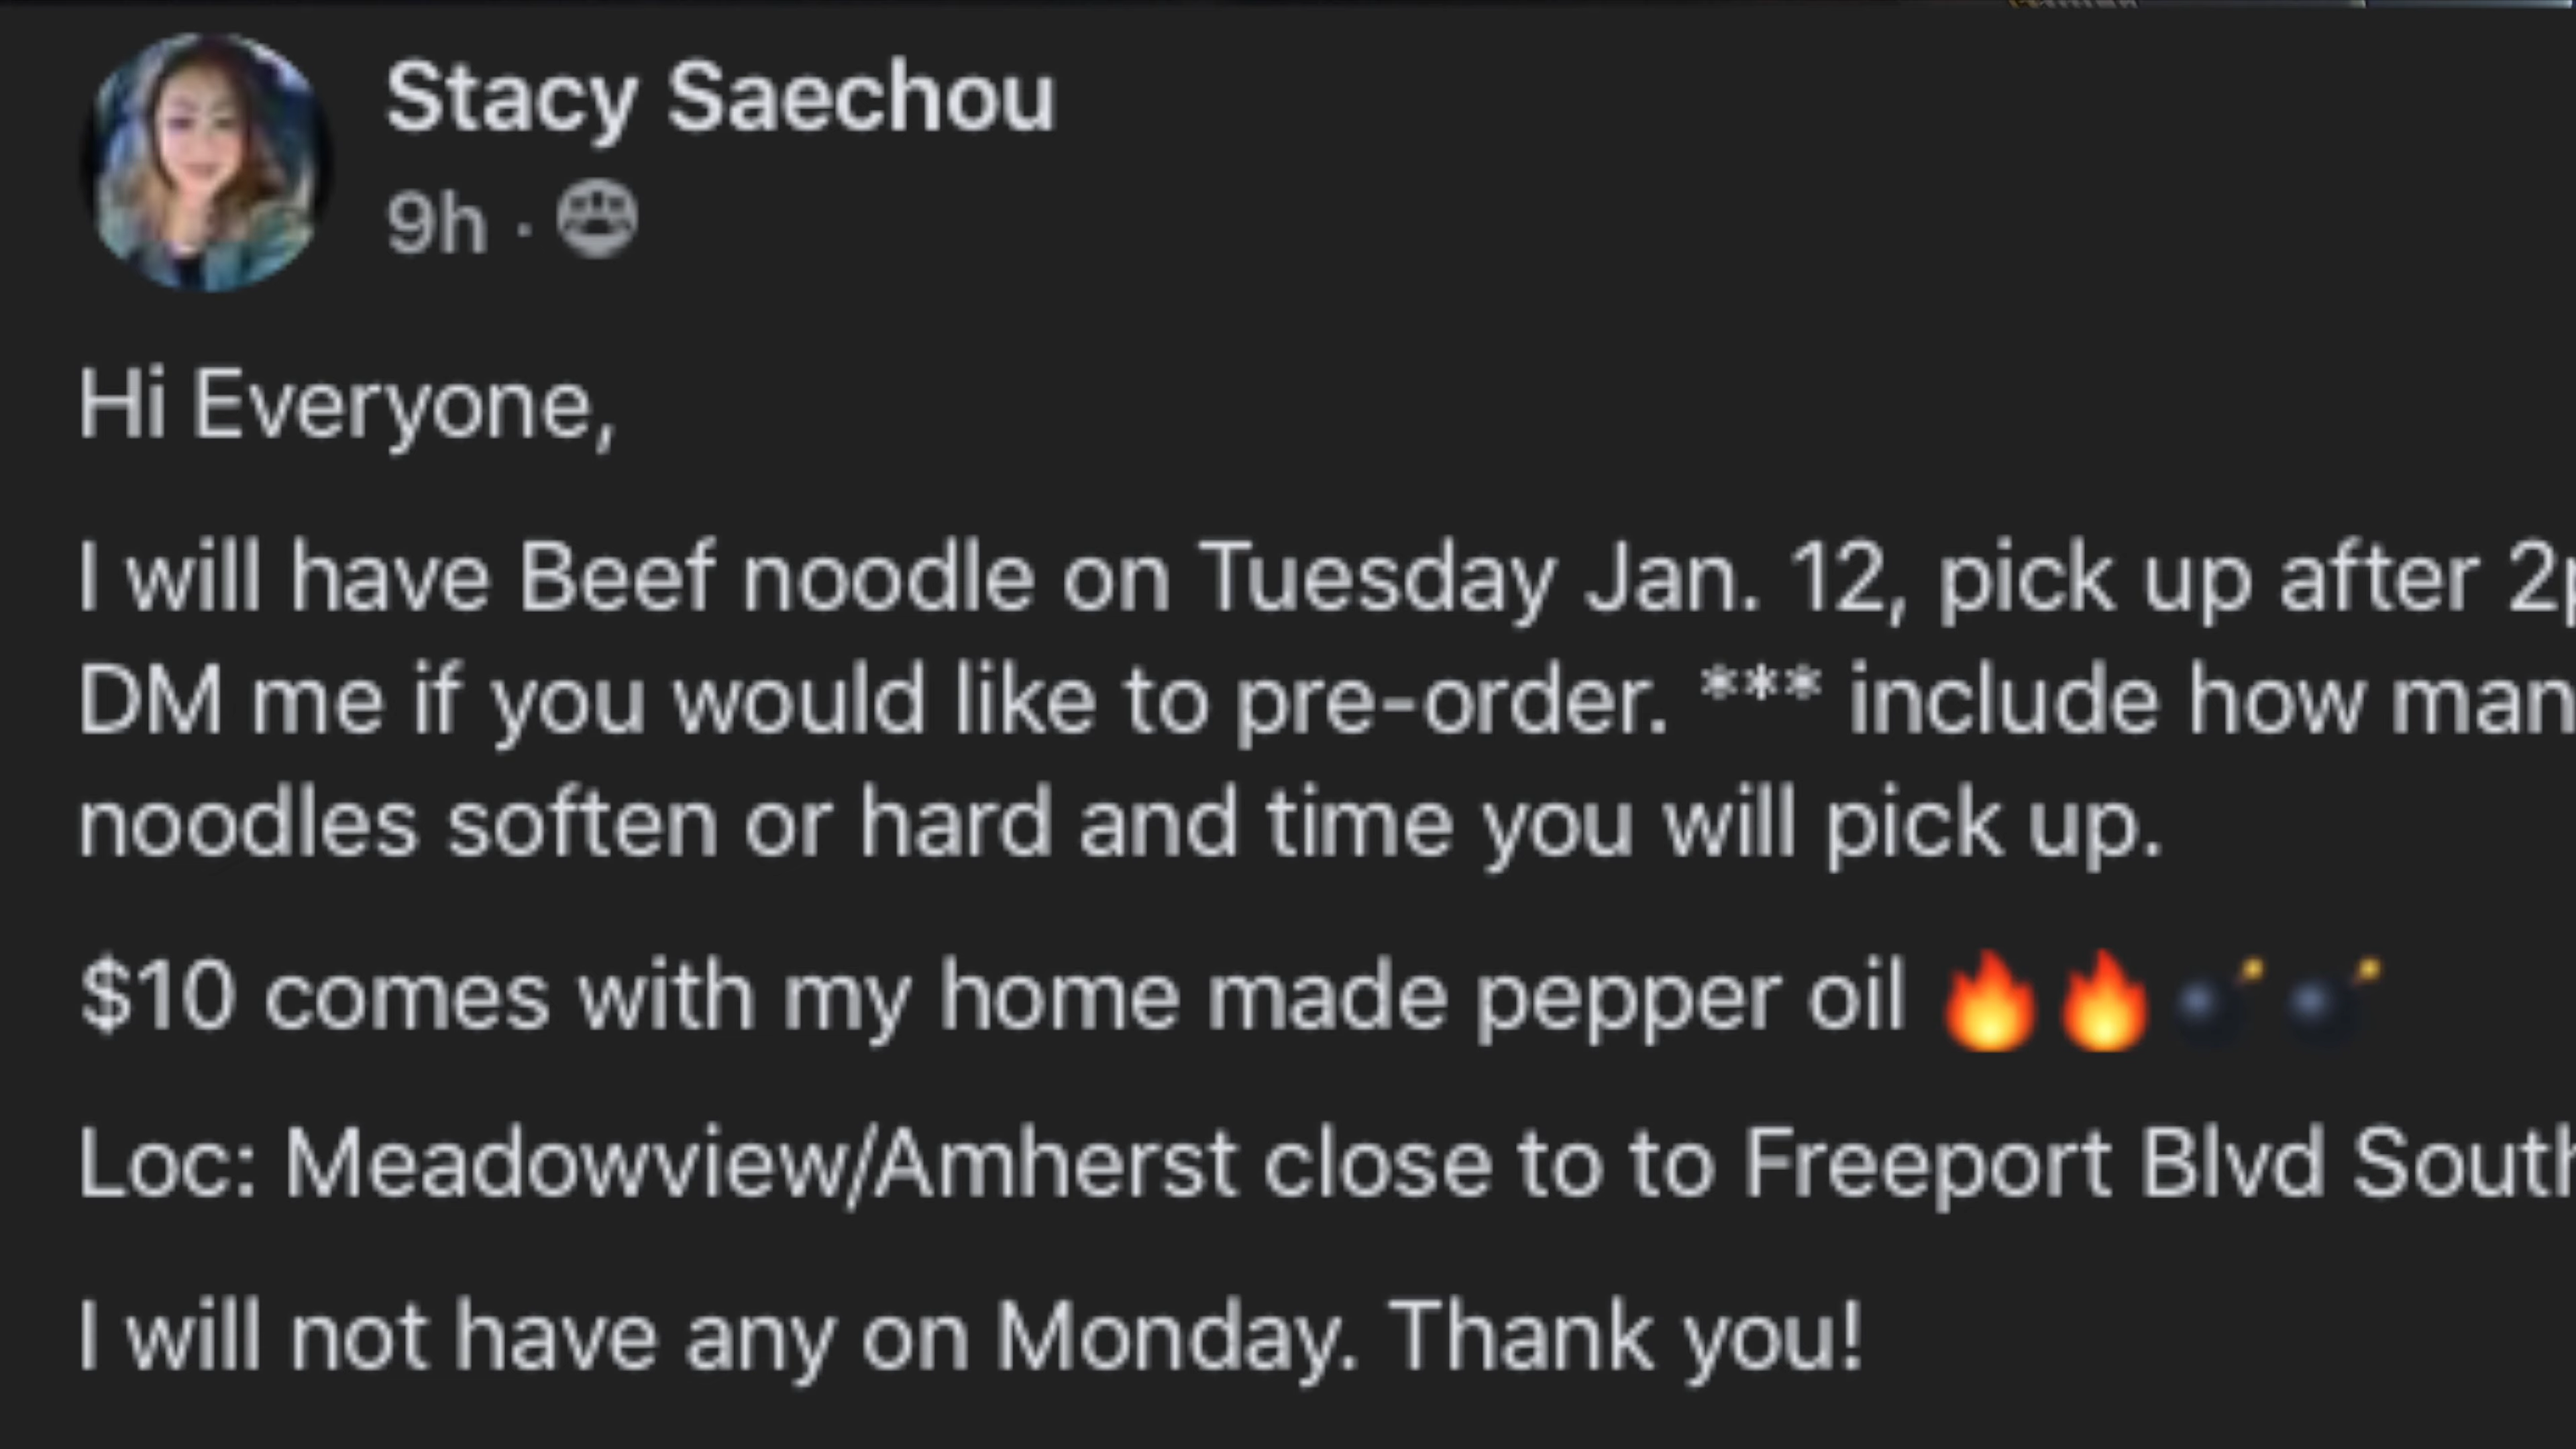 Stacy Saechou
9h ·
Hi Everyone,
I will have Beef noodle on Tuesday Jan. 12, pick up after 2p
DM me if you would like to pre-order. *** include how man
noodles soften or hard and time you will pick up.
$10 comes with my home made pepper oil 🔥🔥💣💣
Loc: Meadowview/Amherst close to to Freeport Blvd South
I will not have any on Monday. Thank you!